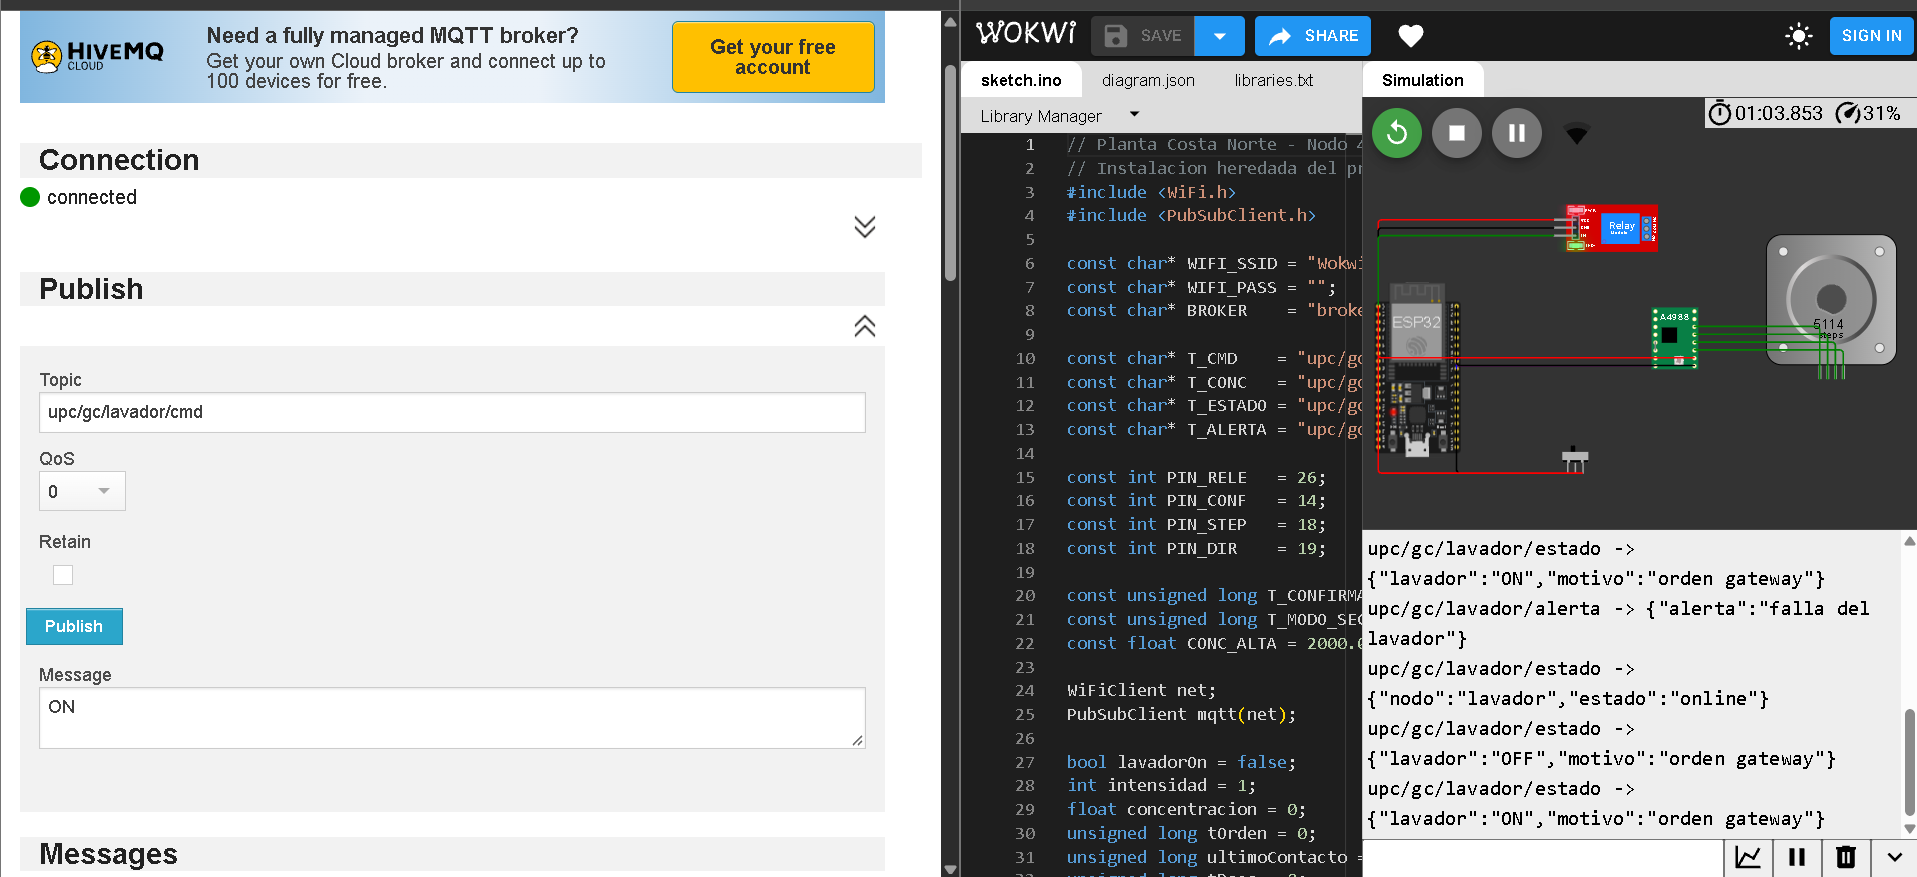 HIVEMQ
CLOUD
Need a fully managed MQTT broker?
Get your own Cloud broker and connect up to
100 devices for free.
Get your free
account
Connection
connected
Publish
Topic
upc/gc/lavador/cmd
QoS
0
Retain
Publish
Message
ON
Messages
WOKWI
SAVE
SHARE
SIGN IN
sketch.ino
diagram.json
libraries.txt
Library Manager
1 // Planta Costa Norte - Nodo
2 // Instalacion heredada del
3 #include <WiFi.h>
4 #include <PubSubClient.h>
5
6 const char* WIFI_SSID = "Wokwi
7 const char* WIFI_PASS = "";
8 const char* BROKER = "broke
9
10 const char* T_CMD = "upc/gc
11 const char* T_CONC = "upc/gc
12 const char* T_ESTADO = "upc/gc
13 const char* T_ALERTA = "upc/gc
14
15 const int PIN_RELE = 26;
16 const int PIN_CONF = 14;
17 const int PIN_STEP = 18;
18 const int PIN_DIR = 19;
19
20 const unsigned long T_CONFIRMA
21 const unsigned long T_MODO_SEG
22 const float CONC_ALTA = 2000.0
23
24 WiFiClient net;
25 PubSubClient mqtt(net);
26
27 bool lavadorOn = false;
28 int intensidad = 1;
29 float concentracion = 0;
30 unsigned long tOrden = 0;
31 unsigned long ultimoContacto =
Simulation
01:03.853
31%
Relay
Module
ESP32
A4988
5114
steps
upc/gc/lavador/estado ->
{"lavador":"ON","motivo":"orden gateway"}
upc/gc/lavador/alerta -> {"alerta":"falla del
lavador"}
upc/gc/lavador/estado ->
{"nodo":"lavador","estado":"online"}
upc/gc/lavador/estado ->
{"lavador":"OFF","motivo":"orden gateway"}
upc/gc/lavador/estado ->
{"lavador":"ON","motivo":"orden gateway"}